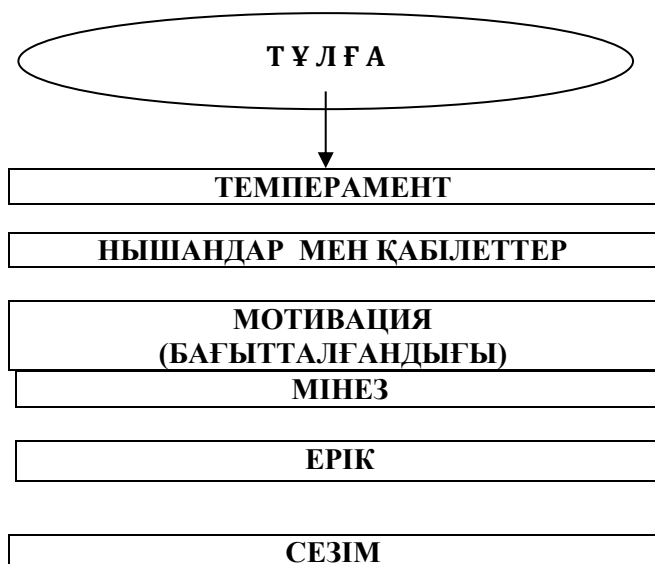 Т Ұ Л Ғ А
ТЕМПЕРАМЕНТ
НЫШАНДАР МЕН ҚАБІЛЕТТЕР
МОТИВАЦИЯ
(БАҒЫТТАЛҒАНДЫҒЫ)
МІНЕЗ
ЕРІК
СЕЗІМ